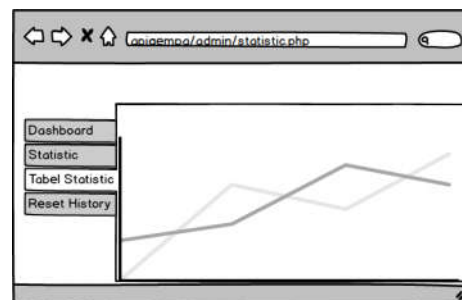 apigempa/admin/statistic.php
Dashboard
Statistic
Tabel Statistic
Reset History